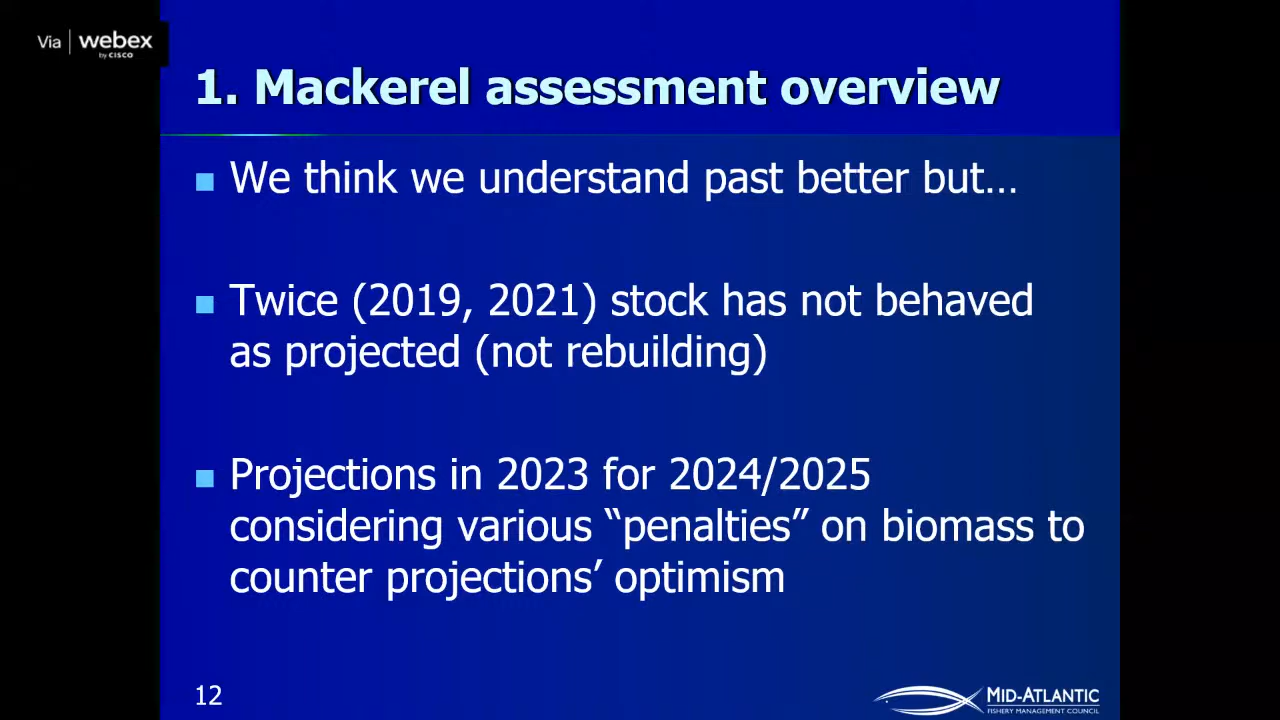 Via webex
by CISCO
1. Mackerel assessment overview
We think we understand past better but…
Twice (2019, 2021) stock has not behaved
as projected (not rebuilding)
Projections in 2023 for 2024/2025
considering various “penalties” on biomass to
counter projections’ optimism
12
MID-ATLANTIC
FISHERY MANAGEMENT COUNCIL